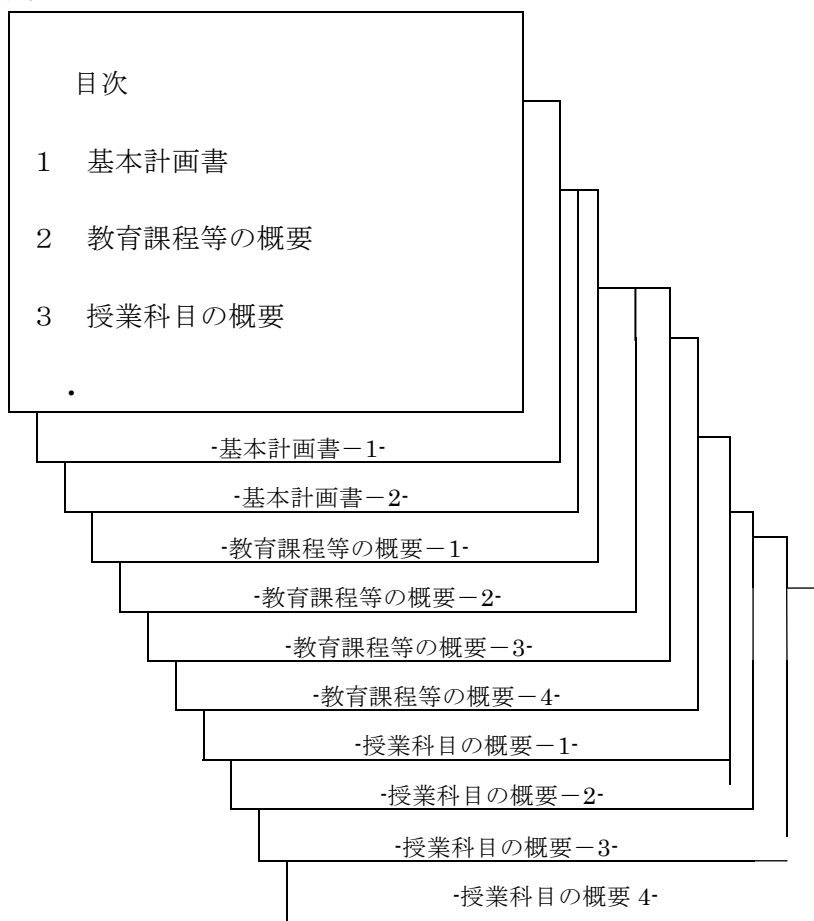 目次
1 基本計画書
2 教育課程等の概要
3 授業科目の概要
・
-基本計画書－1-
-基本計画書－2-
-教育課程等の概要－1-
-教育課程等の概要－2-
-教育課程等の概要－3-
-教育課程等の概要－4-
-授業科目の概要－1-
-授業科目の概要－2-
-授業科目の概要－3-
-授業科目の概要 4-